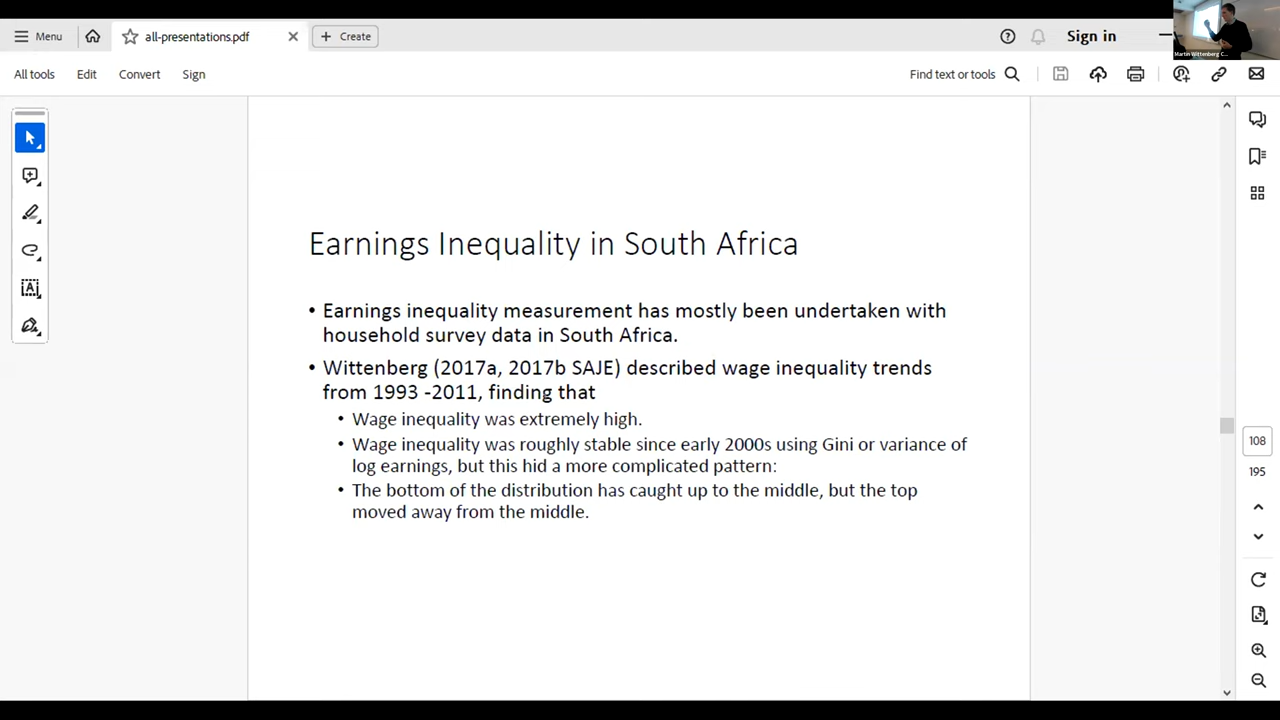 Menu
all-presentations.pdf
Create
Sign in
All tools
Edit
Convert
Sign
Find text or tools
Martin Wittenberg C...
Earnings Inequality in South Africa
• Earnings inequality measurement has mostly been undertaken with
household survey data in South Africa.
• Wittenberg (2017a, 2017b SAJE) described wage inequality trends
from 1993 -2011, finding that
• Wage inequality was extremely high.
• Wage inequality was roughly stable since early 2000s using Gini or variance of
log earnings, but this hid a more complicated pattern:
• The bottom of the distribution has caught up to the middle, but the top
moved away from the middle.
108
195